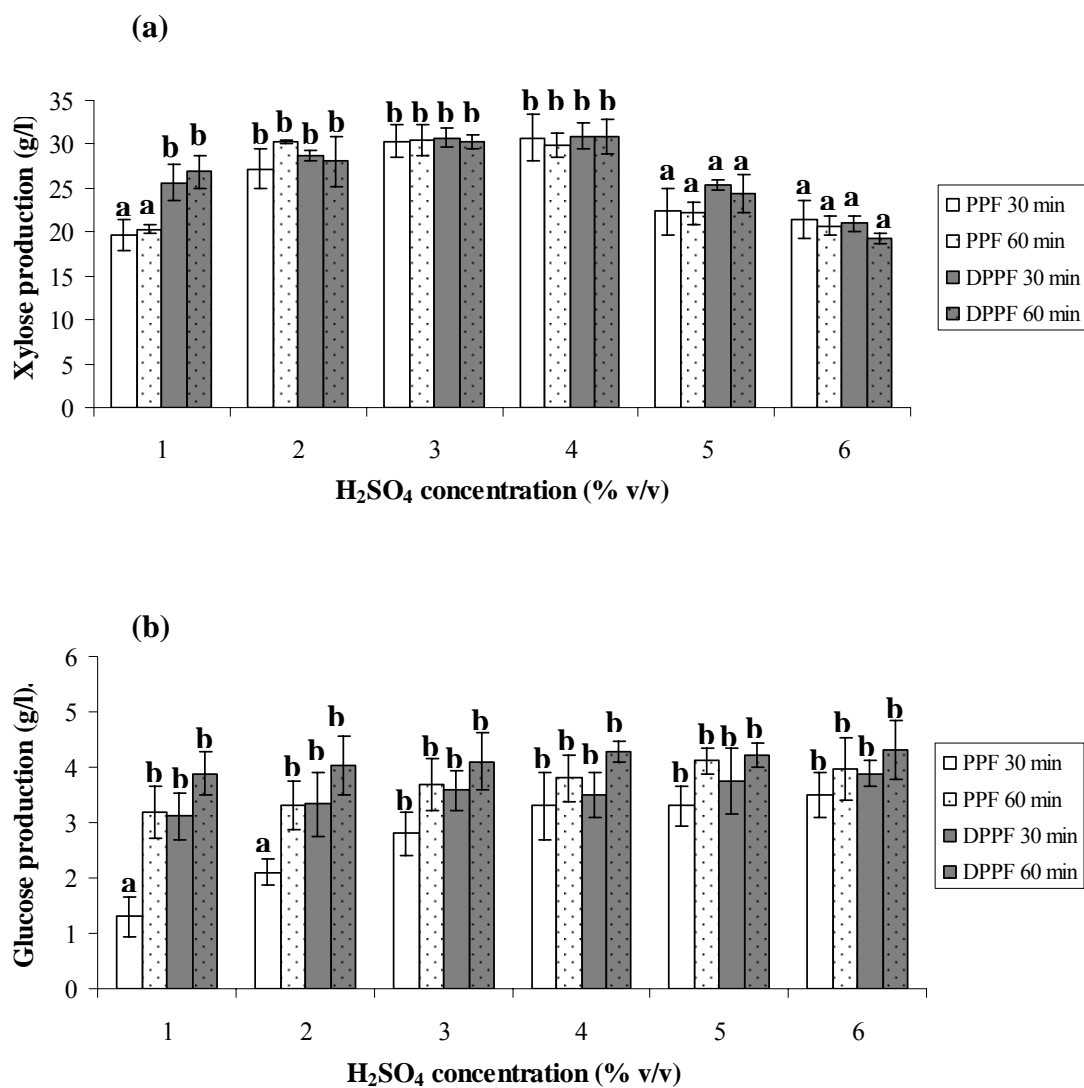 (a)
Xylose production (g/l)
35
30
25
20
15
10
5
0
a a b b
b b b b
b b b b
b b b b
a a a a
a a a a
1 2 3 4 5 6
H₂SO₄ concentration (% v/v)
PPF 30 min
PPF 60 min
DPPF 30 min
DPPF 60 min
(b)
Glucose production (g/l).
6
5
4
3
2
1
0
a b b b
a b b b
b b b b
b b b b
b b b b
b b b b
1 2 3 4 5 6
H₂SO₄ concentration (% v/v)
PPF 30 min
PPF 60 min
DPPF 30 min
DPPF 60 min